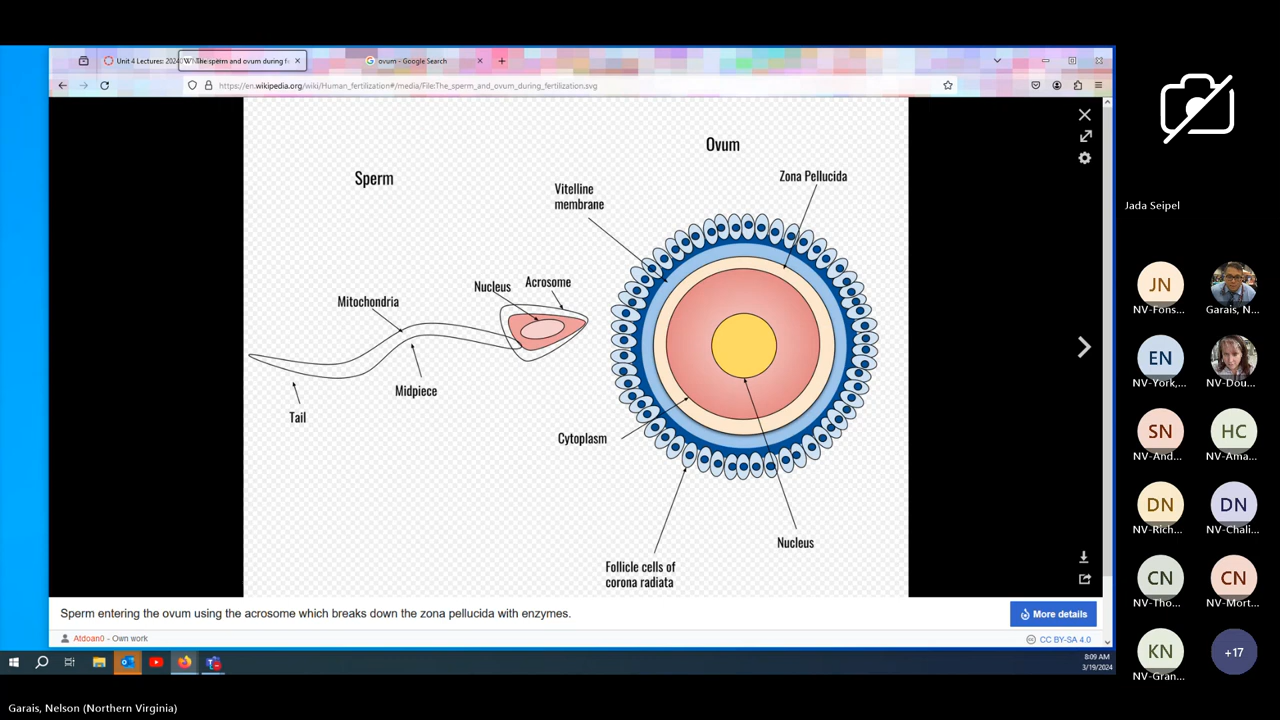 Unit 4 Lectures: 2024
The sperm and ovum during f
ovum - Google Search
https://en.wikipedia.org/wiki/Human_fertilization#/media/File:The_sperm_and_ovum_during_fertilization.svg
Ovum
Sperm
Zona Pellucida
Vitelline
membrane
Nucleus
Acrosome
Mitochondria
Midpiece
Tail
Cytoplasm
Nucleus
Follicle cells of
corona radiata
Sperm entering the ovum using the acrosome which breaks down the zona pellucida with enzymes.
More details
Atdoan0 - Own work
CC BY-SA 4.0
8:09 AM
3/19/2024
Jada Seipel
JN
NV-Fons...
Garais, N...
EN
NV-York,...
NV-Dou...
SN
NV-And...
HC
NV-Ama...
DN
NV-Rich...
DN
NV-Chali...
CN
NV-Tho...
CN
NV-Mort...
KN
NV-Gran...
+17
Garais, Nelson (Northern Virginia)